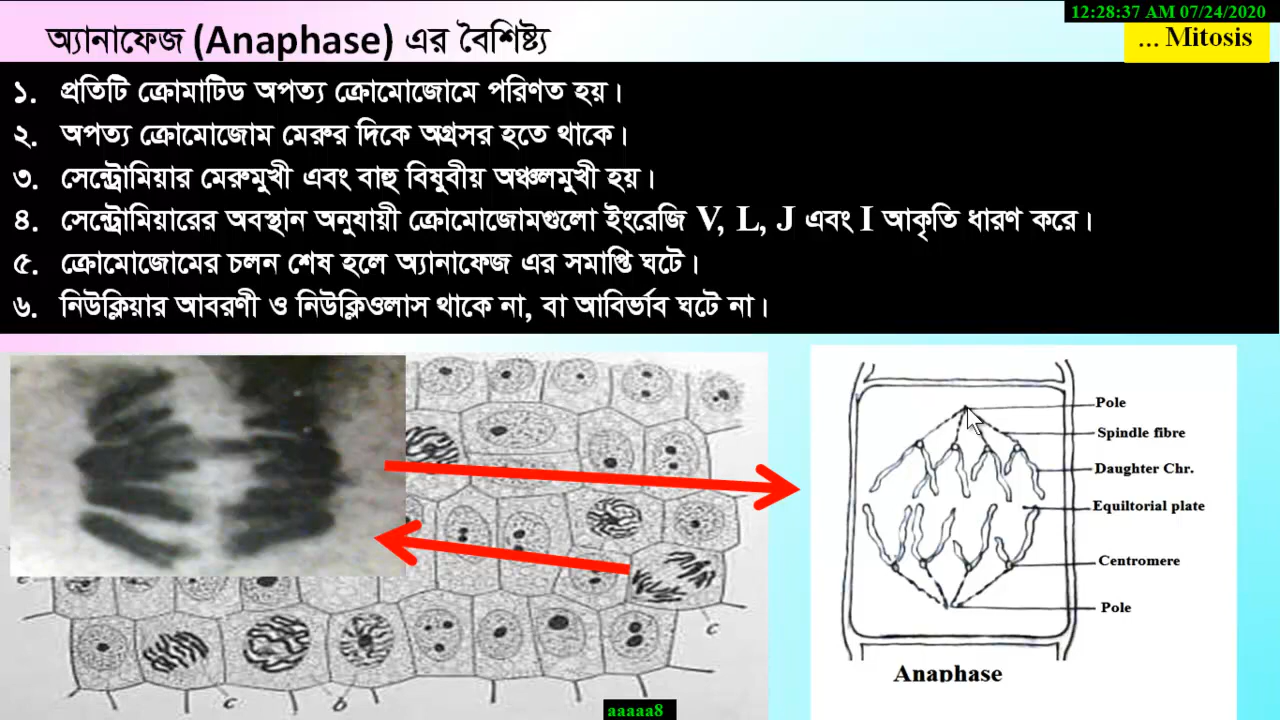 12:28:37 AM 07/24/2020
অ্যানাফেজ (Anaphase) এর বৈশিষ্ট্য
... Mitosis
১. প্রতিটি ক্রোমাটিড অপত্য ক্রোমোজোমে পরিণত হয়।
২. অপত্য ক্রোমোজোম মেরুর দিকে অগ্রসর হতে থাকে।
৩. সেন্ট্রোমিয়ার মেরুমুখী এবং বাহু বিষুবীয় অঞ্চলমুখী হয়।
৪. সেন্ট্রোমিয়ারের অবস্থান অনুযায়ী ক্রোমোজোমগুলো ইংরেজি V, L, J এবং I আকৃতি ধারণ করে।
৫. ক্রোমোজোমের চলন শেষ হলে অ্যানাফেজ এর সমাপ্তি ঘটে।
৬. নিউক্লিয়ার আবরণী ও নিউক্লিওলাস থাকে না, বা আবির্ভাব ঘটে না।
Pole
Spindle fibre
Daughter Chr.
Equiltorial plate
Centromere
Pole
Anaphase
c
c
b
aaaaa8